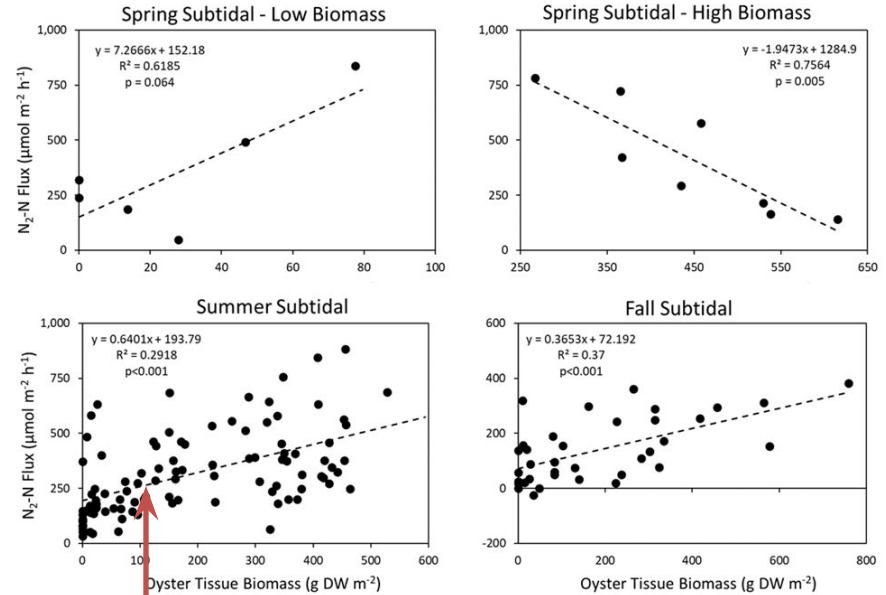 Spring Subtidal - Low Biomass
1,000
750
500
250
0
0 20 40 60 80 100
N₂-N Flux (µmol m⁻² h⁻¹)
y = 7.2666x + 152.18
R² = 0.6185
p = 0.064
Spring Subtidal - High Biomass
1,000
750
500
250
0
250 350 450 550 650
y = -1.9473x + 1284.9
R² = 0.7564
p = 0.005
Summer Subtidal
1,000
750
500
250
0
0 100 200 300 400 500 600
N₂-N Flux (µmol m⁻² h⁻¹)
y = 0.6401x + 193.79
R² = 0.2918
p<0.001
Oyster Tissue Biomass (g DW m⁻²)
Fall Subtidal
600
400
200
0
-200
0 200 400 600 800
y = 0.3653x + 72.192
R² = 0.37
p<0.001
Oyster Tissue Biomass (g DW m⁻²)